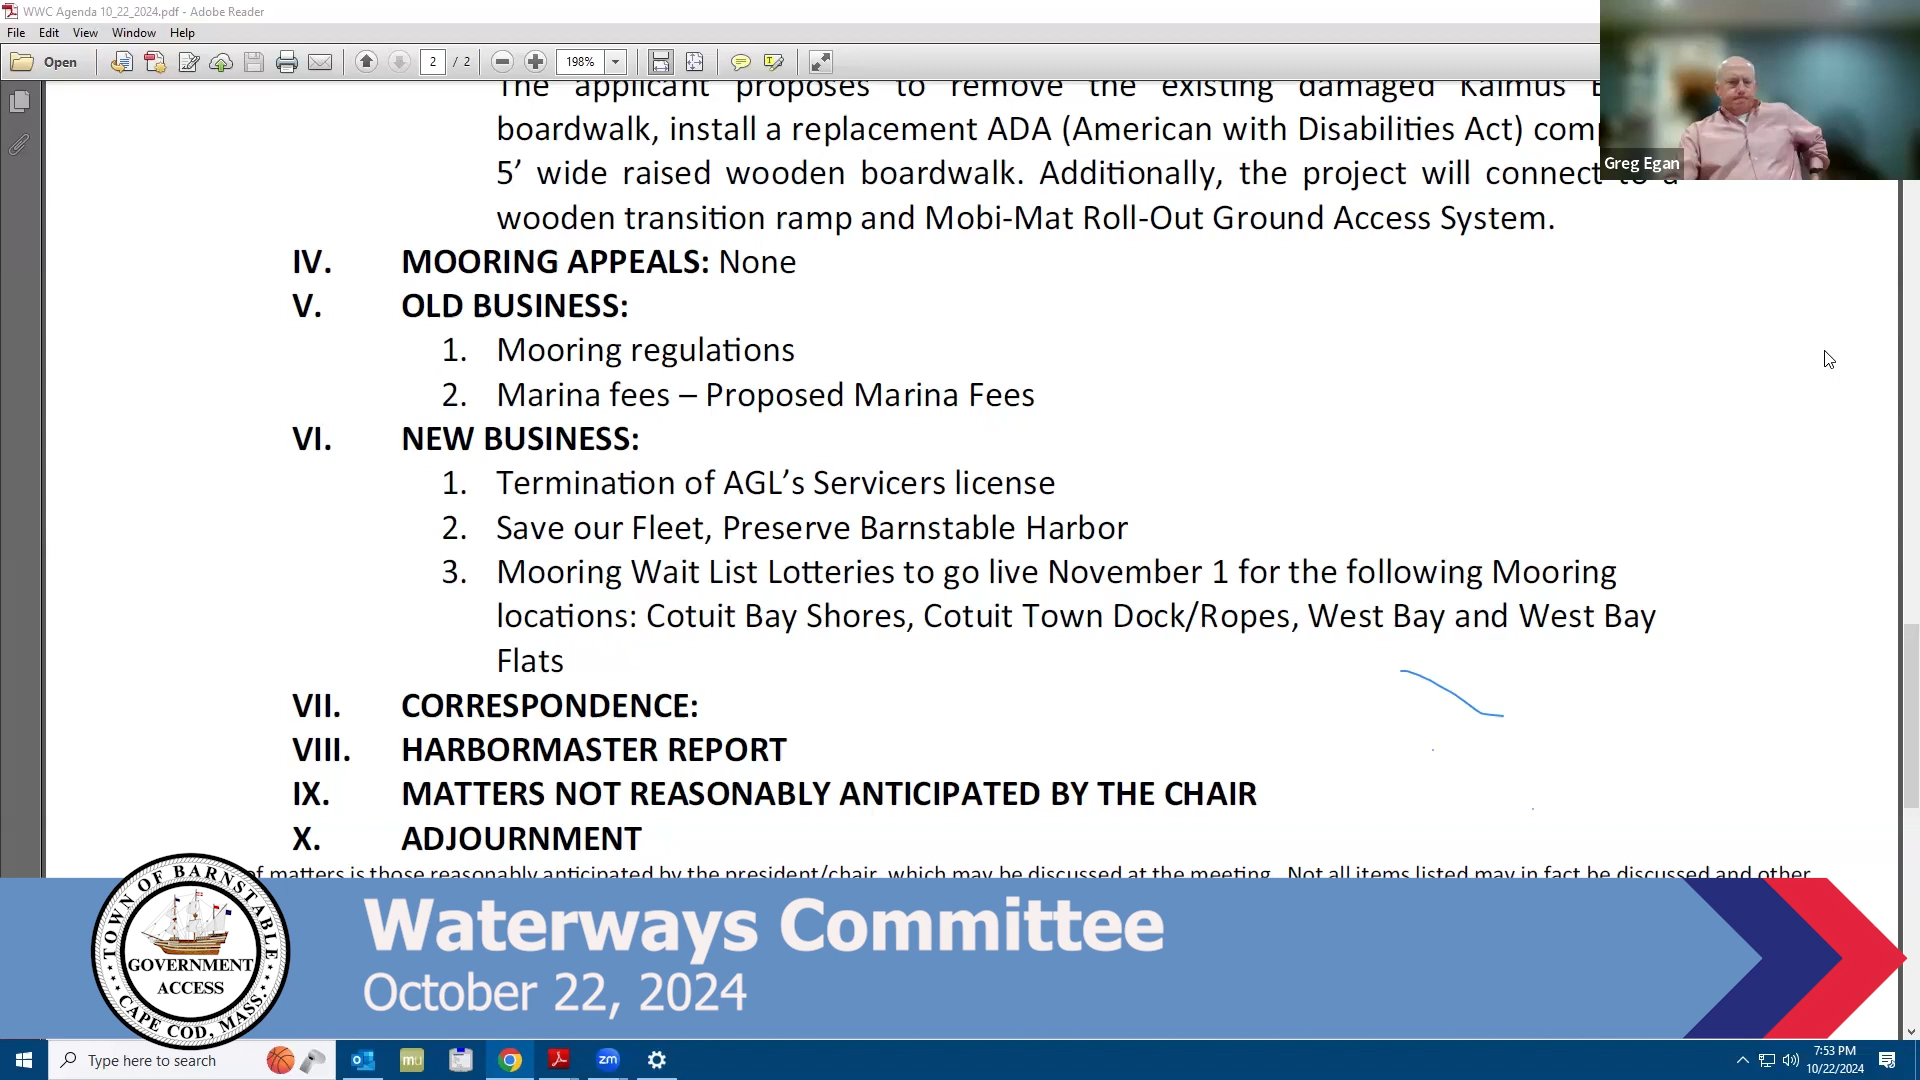 WWC Agenda 10_22_2024.pdf - Adobe Reader
File Edit View Window Help
Open 2 / 2 198%
The applicant proposes to remove the existing damaged Kalmus
boardwalk, install a replacement ADA (American with Disabilities Act)
5’ wide raised wooden boardwalk. Additionally, the project will connect to a
wooden transition ramp and Mobi-Mat Roll-Out Ground Access System.
Greg Egan
IV. MOORING APPEALS: None
V. OLD BUSINESS:
1. Mooring regulations
2. Marina fees – Proposed Marina Fees
VI. NEW BUSINESS:
1. Termination of AGL’s Servicers license
2. Save our Fleet, Preserve Barnstable Harbor
3. Mooring Wait List Lotteries to go live November 1 for the following Mooring
locations: Cotuit Bay Shores, Cotuit Town Dock/Ropes, West Bay and West Bay
Flats
VII. CORRESPONDENCE:
VIII. HARBORMASTER REPORT
IX. MATTERS NOT REASONABLY ANTICIPATED BY THE CHAIR
X. ADJOURNMENT
of matters is those reasonably anticipated by the president/chair, which may be discussed at the meeting. Not all items listed may in fact be discussed and other
TOWN OF BARNSTABLE
GOVERNMENT
ACCESS
CAPE COD, MASS.
Waterways Committee
October 22, 2024
Type here to search
mu
zm
7:53 PM
10/22/2024